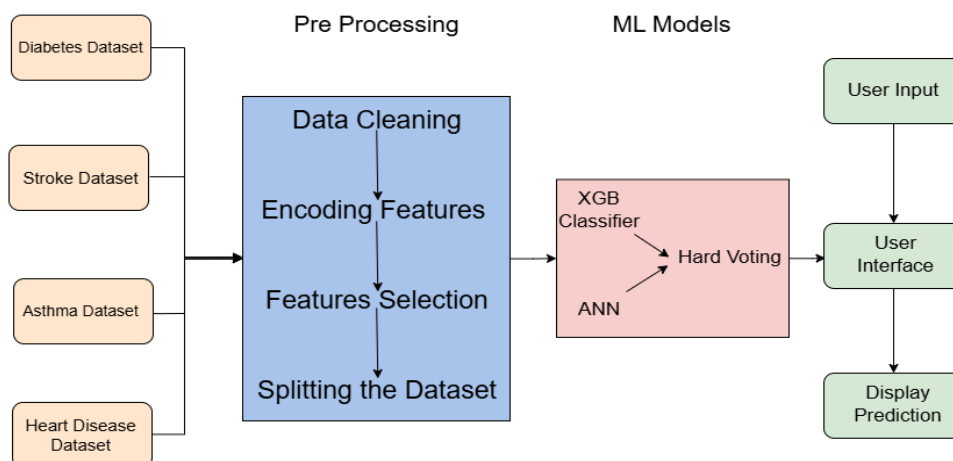 Pre Processing
ML Models
Diabetes Dataset
Stroke Dataset
Asthma Dataset
Heart Disease
Dataset
Data Cleaning
Encoding Features
Features Selection
Splitting the Dataset
XGB
Classifier
ANN
Hard Voting
User Input
User
Interface
Display
Prediction